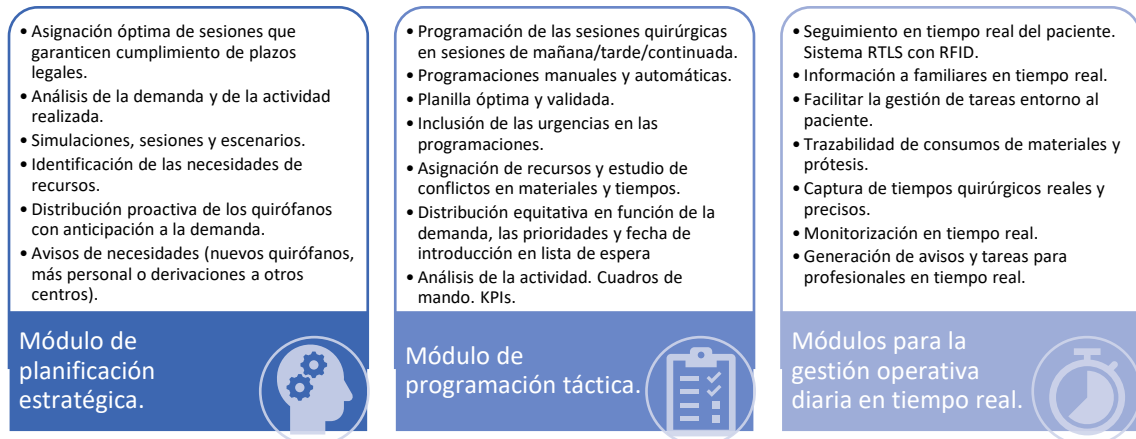 • Asignación óptima de sesiones que
garanticen cumplimiento de plazos
legales.
• Análisis de la demanda y de la actividad
realizada.
• Simulaciones, sesiones y escenarios.
• Identificación de las necesidades de
recursos.
• Distribución proactiva de los quirófanos
con anticipación a la demanda.
• Avisos de necesidades (nuevos quirófanos,
más personal o derivaciones a otros
centros).
Módulo de
planificación
estratégica.
• Programación de las sesiones quirúrgicas
en sesiones de mañana/tarde/continuada.
• Programaciones manuales y automáticas.
• Planilla óptima y validada.
• Inclusión de las urgencias en las
programaciones.
• Asignación de recursos y estudio de
conflictos en materiales y tiempos.
• Distribución equitativa en función de la
demanda, las prioridades y fecha de
introducción en lista de espera
• Análisis de la actividad. Cuadros de
mando. KPIs.
Módulo de
programación táctica.
• Seguimiento en tiempo real del paciente.
Sistema RTLS con RFID.
• Información a familiares en tiempo real.
• Facilitar la gestión de tareas entorno al
paciente.
• Trazabilidad de consumos de materiales y
prótesis.
• Captura de tiempos quirúrgicos reales y
precisos.
• Monitorización en tiempo real.
• Generación de avisos y tareas para
profesionales en tiempo real.
Módulos para la
gestión operativa
diaria en tiempo real.